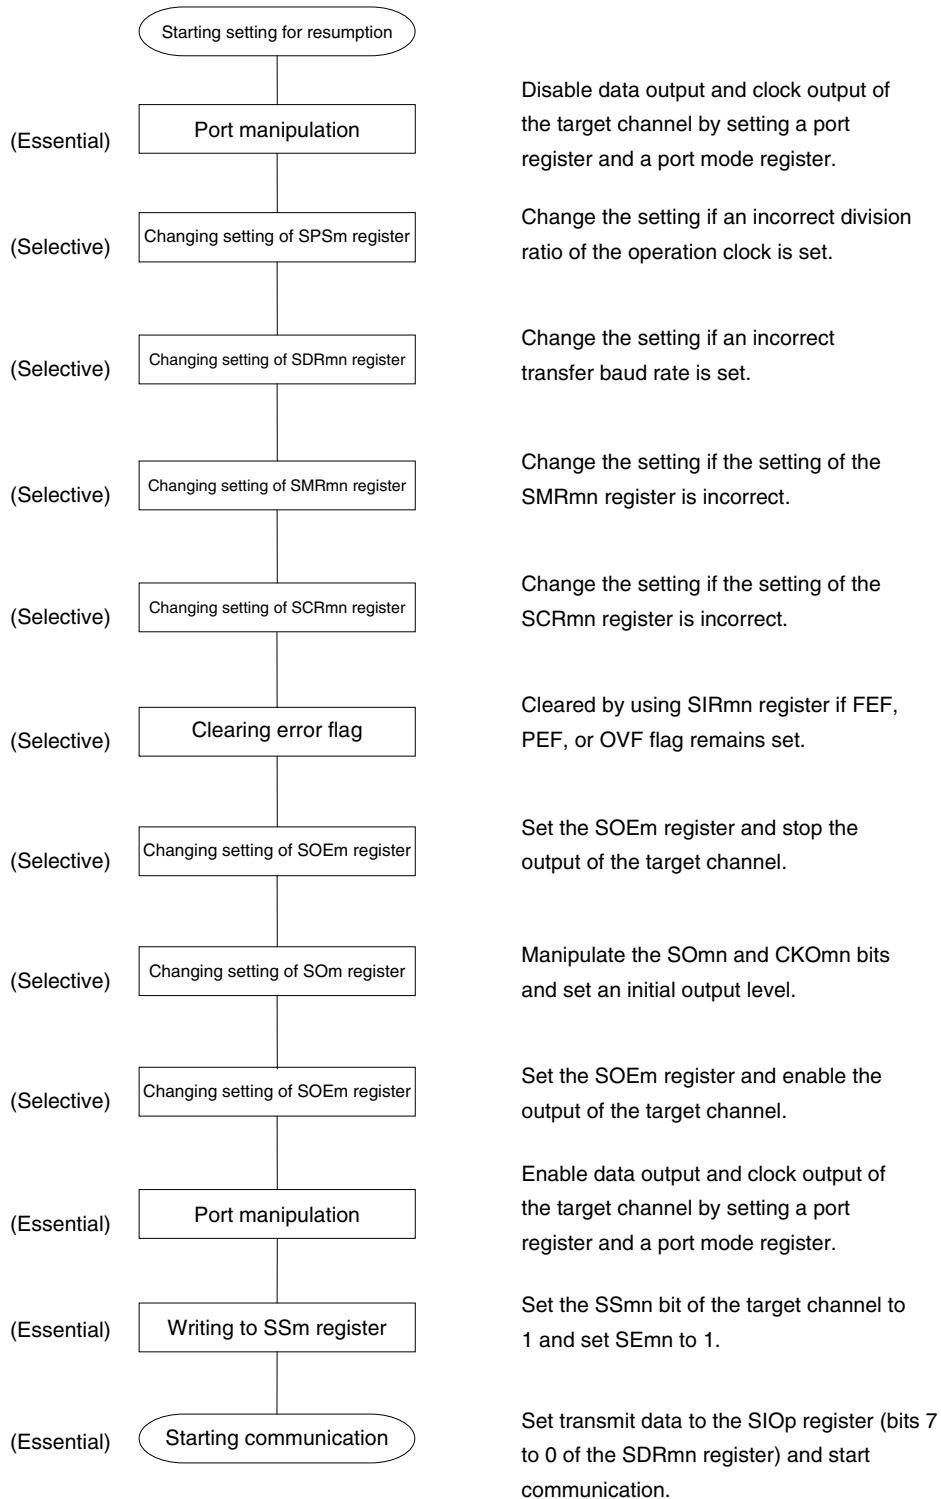 Starting setting for resumption
(Essential)
Port manipulation
Disable data output and clock output of
the target channel by setting a port
register and a port mode register.
(Selective)
Changing setting of SPSm register
Change the setting if an incorrect division
ratio of the operation clock is set.
(Selective)
Changing setting of SDRmn register
Change the setting if an incorrect
transfer baud rate is set.
(Selective)
Changing setting of SMRmn register
Change the setting if the setting of the
SMRmn register is incorrect.
(Selective)
Changing setting of SCRmn register
Change the setting if the setting of the
SCRmn register is incorrect.
(Selective)
Clearing error flag
Cleared by using SIRmn register if FEF,
PEF, or OVF flag remains set.
(Selective)
Changing setting of SOEm register
Set the SOEm register and stop the
output of the target channel.
(Selective)
Changing setting of SOm register
Manipulate the SOmn and CKOmn bits
and set an initial output level.
(Selective)
Changing setting of SOEm register
Set the SOEm register and enable the
output of the target channel.
(Essential)
Port manipulation
Enable data output and clock output of
the target channel by setting a port
register and a port mode register.
(Essential)
Writing to SSm register
Set the SSmn bit of the target channel to
1 and set SEmn to 1.
(Essential)
Starting communication
Set transmit data to the SIOp register (bits 7
to 0 of the SDRmn register) and start
communication.